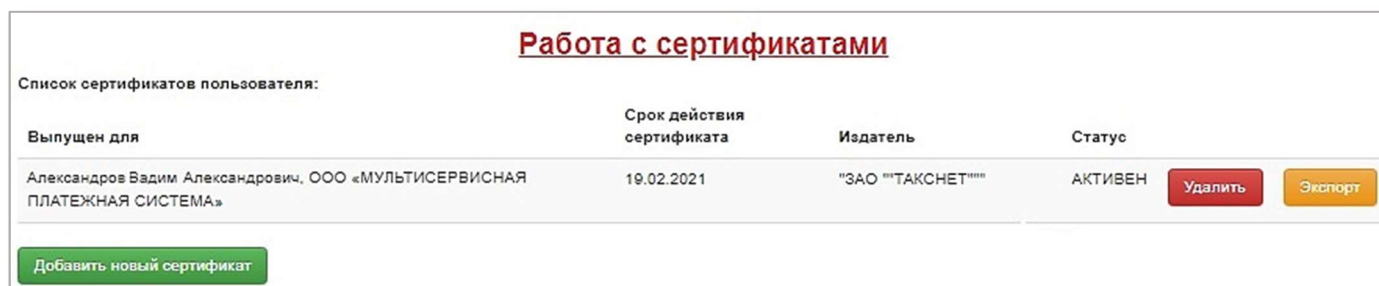 Работа с сертификатами
Список сертификатов пользователя:
Выпущен для
Срок действия
сертификата
Издатель
Статус
Александров Вадим Александрович, ООО «МУЛЬТИСЕРВИСНАЯ
ПЛАТЕЖНАЯ СИСТЕМА»
19.02.2021
"ЗАО ""ТАКСНЕТ"""
АКТИВЕН
Удалить
Экспорт
Добавить новый сертификат